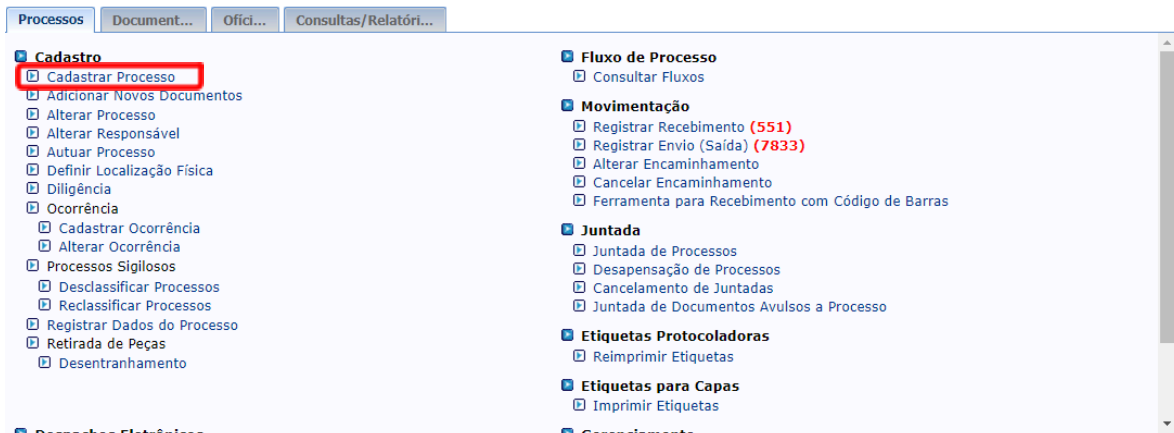 Processos
Document...
Ofíci...
Consultas/Relatóri...
Cadastro
Cadastrar Processo
Adicionar Novos Documentos
Alterar Processo
Alterar Responsável
Autuar Processo
Definir Localização Física
Diligência
Ocorrência
Cadastrar Ocorrência
Alterar Ocorrência
Processos Sigilosos
Desclassificar Processos
Reclassificar Processos
Registrar Dados do Processo
Retirada de Peças
Desentranhamento
Despachos Eletrônicos
Fluxo de Processo
Consultar Fluxos
Movimentação
Registrar Recebimento (551)
Registrar Envio (Saída) (7833)
Alterar Encaminhamento
Cancelar Encaminhamento
Ferramenta para Recebimento com Código de Barras
Juntada
Juntada de Processos
Desapensação de Processos
Cancelamento de Juntadas
Juntada de Documentos Avulsos a Processo
Etiquetas Protocoladoras
Reimprimir Etiquetas
Etiquetas para Capas
Imprimir Etiquetas
Gerenciamento